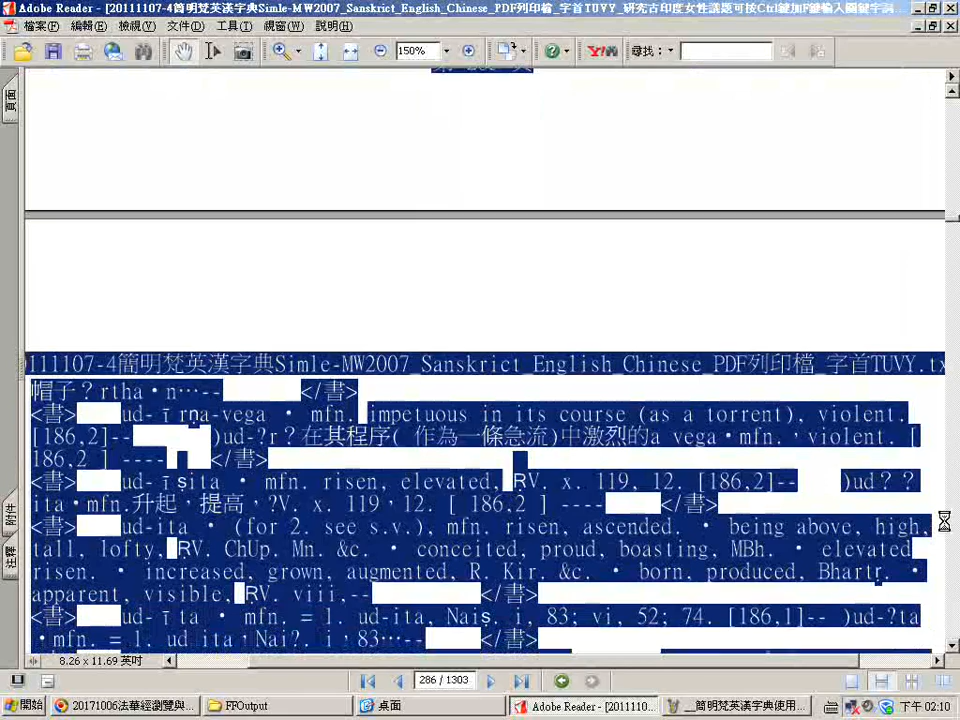 Adobe Reader - [20111107-4簡明梵英漢字典Simle-MW2007_Sanskrict_English_Chinese_PDF列印檔_字首TUVY_研究古印度女性議題可按Ctrl鍵加F鍵輸入關鍵字詞...
檔案(F) 編輯(E) 檢視(V) 文件(D) 工具(T) 視窗(W) 說明(H)
150% ? Y! 尋找:
頁面
111107-4簡明梵英漢字典Simle-MW2007_Sanskrict_English_Chinese_PDF列印檔_字首TUVY.tx
帽子？rtha‧n…-- </書>
<書> ud-īrṇa-vega ‧ mfn. impetuous in its course (as a torrent), violent.
[186,2]-- )ud-?r？在其程序( 作為一條急流)中激烈的a vega‧mfn.，violent. [
186,2 ] ---- </書>
<書> ud-īṣita ‧ mfn. risen, elevated, RV. x. 119, 12. [186,2]-- )ud？？
ita‧mfn.升起，提高，?V. x. 119，12. [ 186,2 ] ---- </書>
<書> ud-ita ‧ (for 2. see s.v.), mfn. risen, ascended. ‧ being above, high,
tall, lofty, RV. ChUp. Mn. &c. ‧ conceited, proud, boasting, MBh. ‧ elevated
risen. ‧ increased, grown, augmented, R. Kir. &c. ‧ born, produced, Bhartṛ. ‧
apparent, visible, RV. viii,-- </書>
<書> ud-īta ‧ mfn. = 1. ud-ita, Naiṣ. i, 83; vi, 52; 74. [186,1]-- )ud-?ta
‧mfn. = 1. ud ita，Nai?. i，83…-- </書>
附件
注釋
8.26 x 11.69 英吋
286 / 1303
開始 20171006法華經瀏覽與... FFOutput 桌面 Adobe Reader - [2011110... __簡明梵英漢字典使用... 下午 02:10